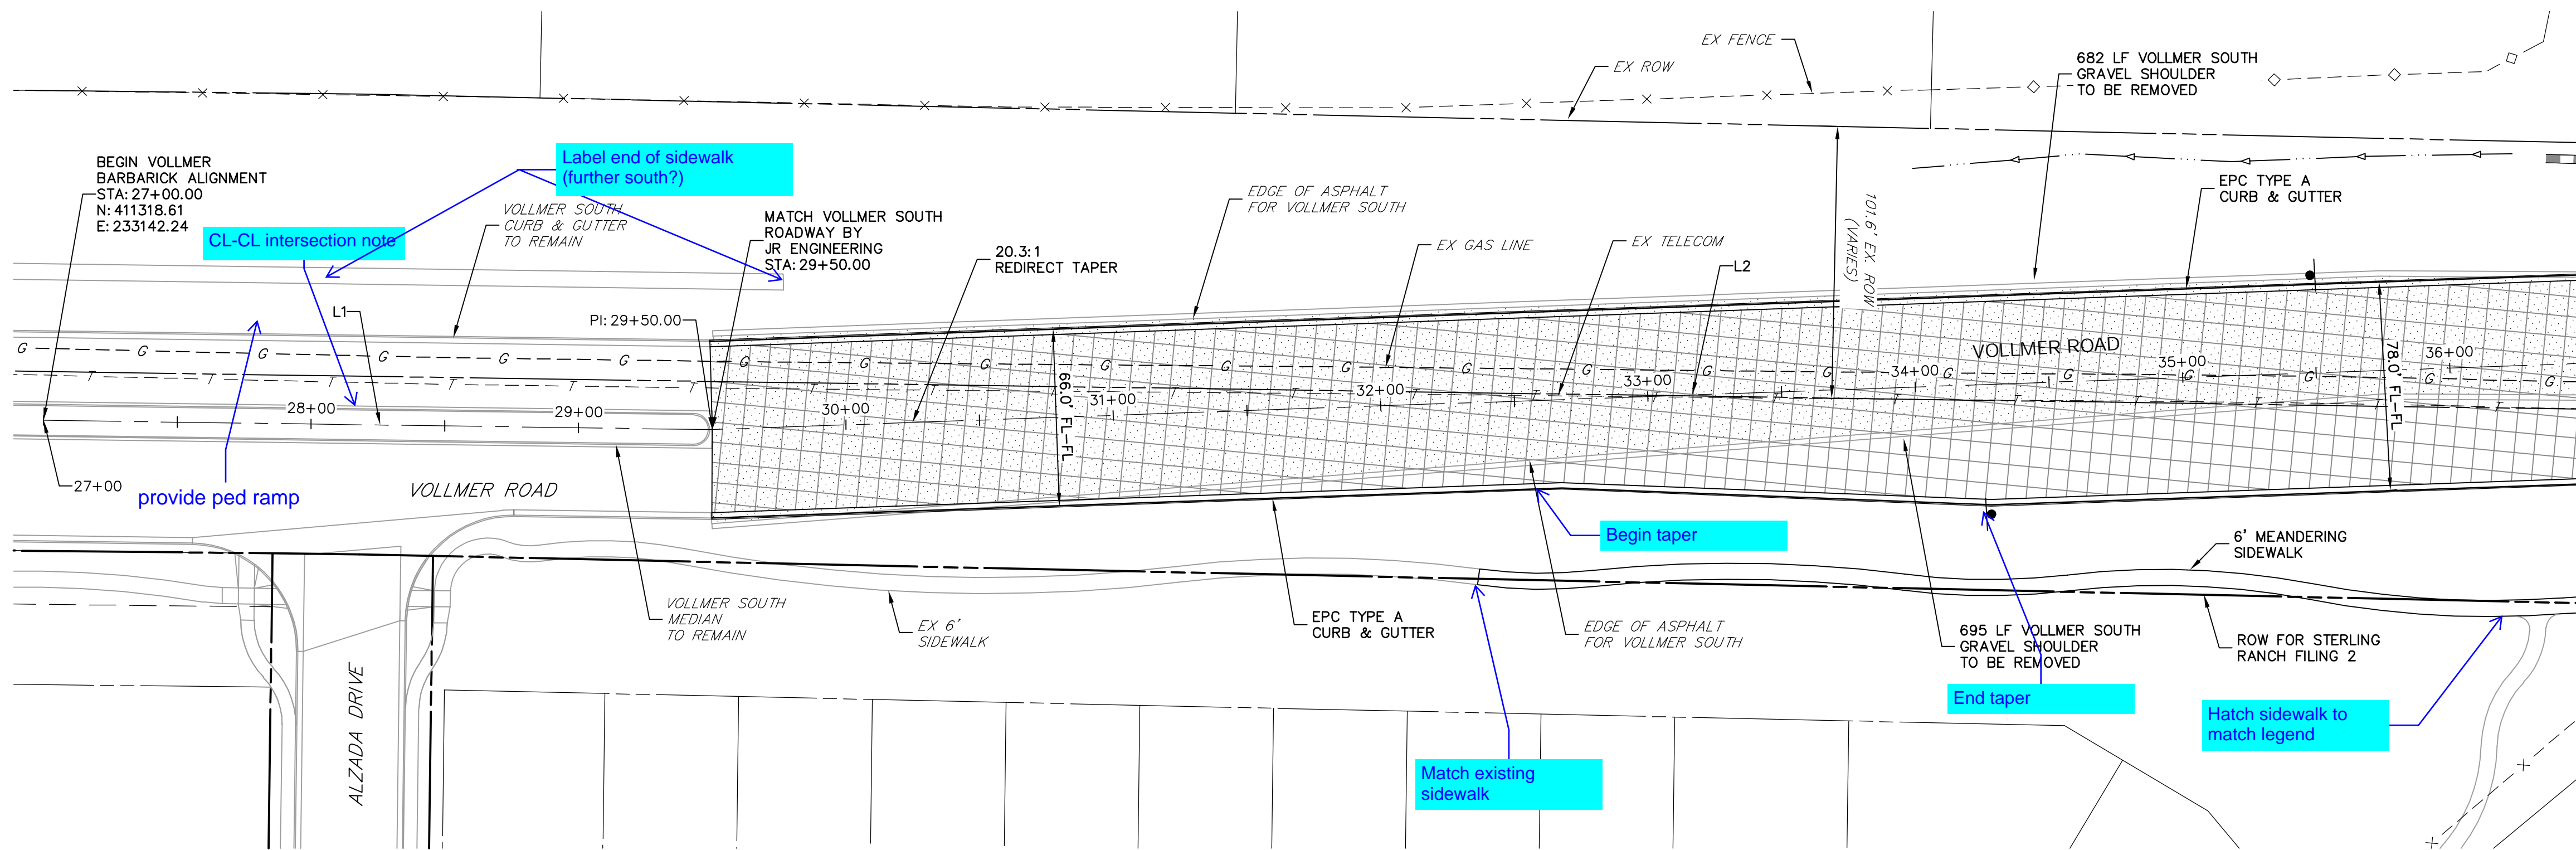 EX FENCE
EX ROW
682 LF VOLLMER SOUTH
GRAVEL SHOULDER
TO BE REMOVED
BEGIN VOLLMER
BARBARICK ALIGNMENT
STA: 27+00.00
N: 411318.61
E: 233142.24
Label end of sidewalk
(further south?)
VOLLMER SOUTH
CURB & GUTTER
TO REMAIN
CL-CL intersection note
MATCH VOLLMER SOUTH
ROADWAY BY
JR ENGINEERING
STA: 29+50.00
EDGE OF ASPHALT
FOR VOLLMER SOUTH
20.3:1
REDIRECT TAPER
EX GAS LINE
EX TELECOM
L2
101.6' EX. ROW
(VARIES)
EPC TYPE A
CURB & GUTTER
L1
PI: 29+50.00
G G G G G G G G G G G G G G G G G G G G G G
T T T T T T T T T T T T T T T T T T T T T
VOLLMER ROAD
28+00
29+00
30+00
31+00
32+00
33+00
34+00
35+00
36+00
66.0' FL-FL
78.0' FL-FL
27+00
provide ped ramp
VOLLMER ROAD
Begin taper
6' MEANDERING
SIDEWALK
VOLLMER SOUTH
MEDIAN
TO REMAIN
EX 6'
SIDEWALK
EPC TYPE A
CURB & GUTTER
EDGE OF ASPHALT
FOR VOLLMER SOUTH
695 LF VOLLMER SOUTH
GRAVEL SHOULDER
TO BE REMOVED
ROW FOR STERLING
RANCH FILING 2
ALZADA DRIVE
End taper
Hatch sidewalk to
match legend
Match existing
sidewalk